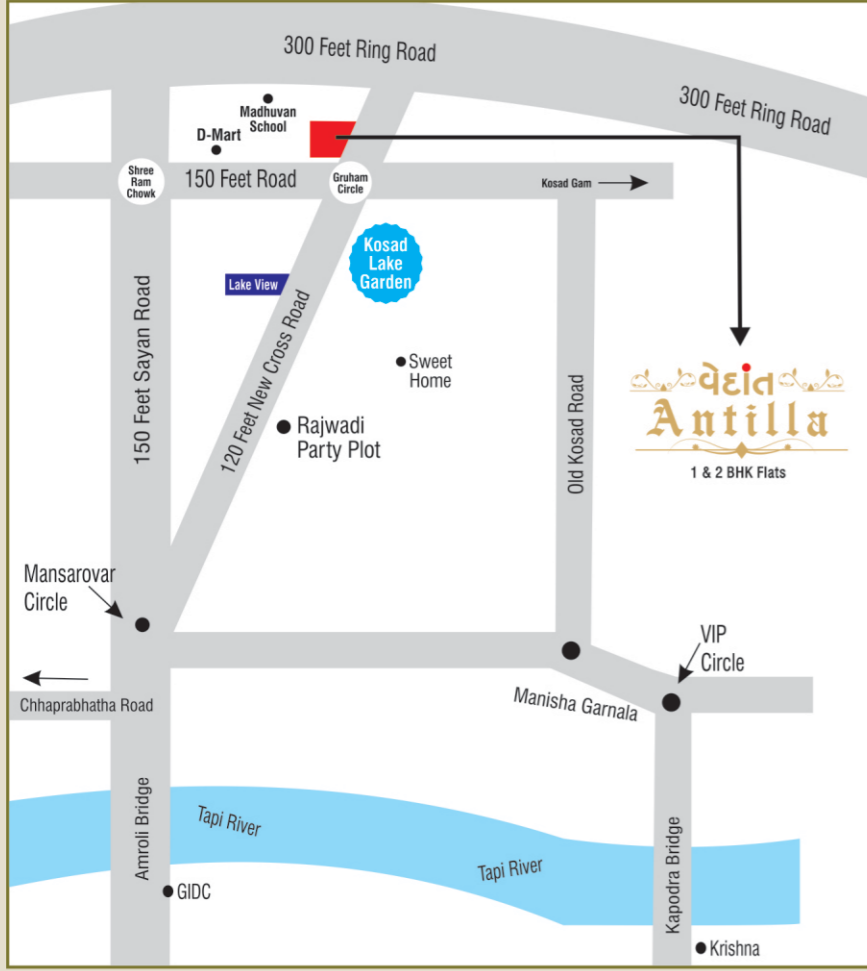 300 Feet Ring Road
300 Feet Ring Road
Madhuvan
School
D-Mart
Shree
Ram
Chowk
150 Feet Road
Gruham
Circle
Kosad Gam
Kosad
Lake
Garden
Lake View
150 Feet Sayan Road
120 Feet New Cross Road
Sweet
Home
Rajwadi
Party Plot
Old Kosad Road
વેદાંત
Antilla
1 & 2 BHK Flats
Mansarovar
Circle
VIP
Circle
Manisha Garnala
Chhaprabhatha Road
Amroli Bridge
Tapi River
Tapi River
Kapodra Bridge
GIDC
Krishna